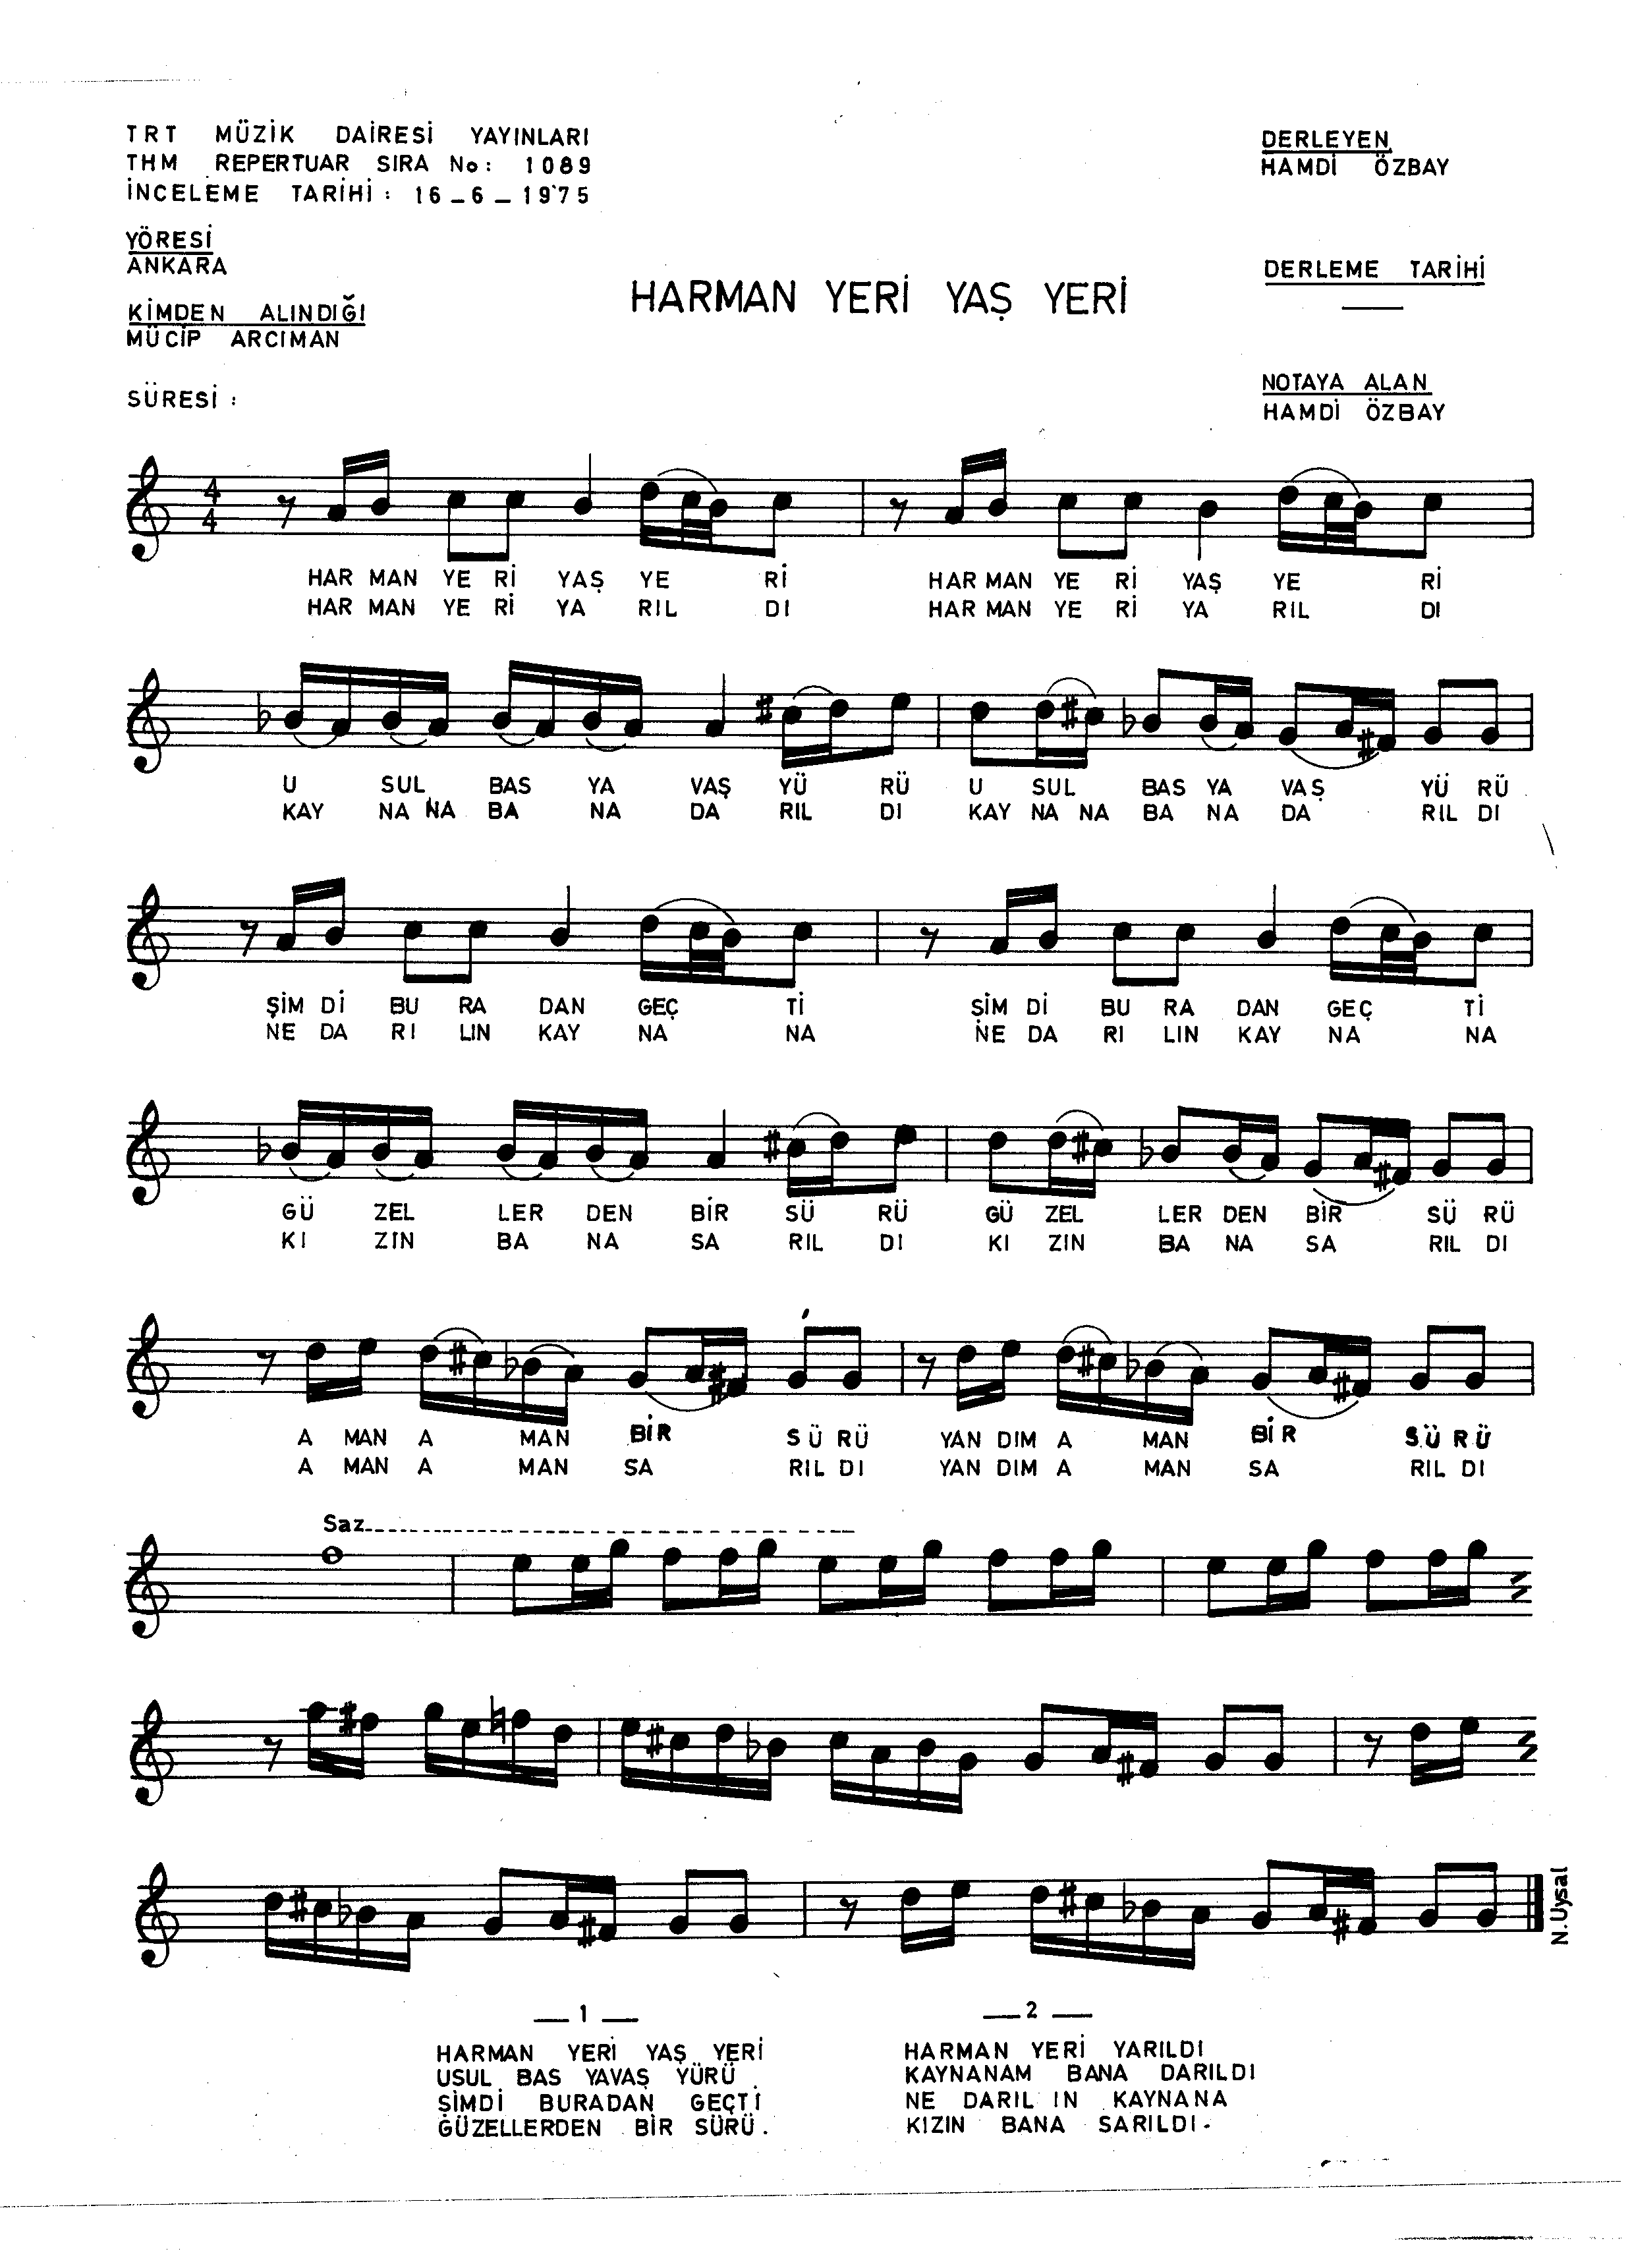 TRT MÜZİK DAİRESİ YAYINLARI
THM REPERTUAR SIRA No: 1089
İNCELEME TARİHİ: 16_6_1975
DERLEYEN
HAMDİ ÖZBAY
YÖRESİ
ANKARA
DERLEME TARİHİ
HARMAN YERİ YAŞ YERİ
KİMDEN ALINDIĞI
MÜCİP ARCIMAN
NOTAYA ALAN
HAMDİ ÖZBAY
SÜRESİ :
4
4
HAR MAN YE Rİ YAŞ YE Rİ HAR MAN YE Rİ YAŞ YE Rİ
HAR MAN YE Rİ YA RIL DI HAR MAN YE Rİ YA RIL DI
U SUL BAS YA VAŞ YÜ RÜ U SUL BAS YA VAŞ YÜ RÜ
KAY NA NA BA NA DA RIL DI KAY NA NA BA NA DA RIL DI
ŞİM Dİ BU RA DAN GEÇ Tİ ŞİM Dİ BU RA DAN GEÇ Tİ
NE DA RI LIN KAY NA NA NE DA RI LIN KAY NA NA
GÜ ZEL LER DEN BİR SÜ RÜ GÜ ZEL LER DEN BİR SÜ RÜ
KI ZIN BA NA SA RIL DI KI ZIN BA NA SA RIL DI
A MAN A MAN BİR SÜ RÜ YAN DIM A MAN BİR SÜ RÜ
A MAN A MAN SA RIL DI YAN DIM A MAN SA RIL DI
Saz
N.Uysal
_1_
HARMAN YERİ YAŞ YERİ
USUL BAS YAVAŞ YÜRÜ
ŞİMDİ BURADAN GEÇTİ
GÜZELLERDEN BİR SÜRÜ.
_2_
HARMAN YERİ YARILDI
KAYNANAM BANA DARILDI
NE DARIL IN KAYNANA
KIZIN BANA SARILDI.